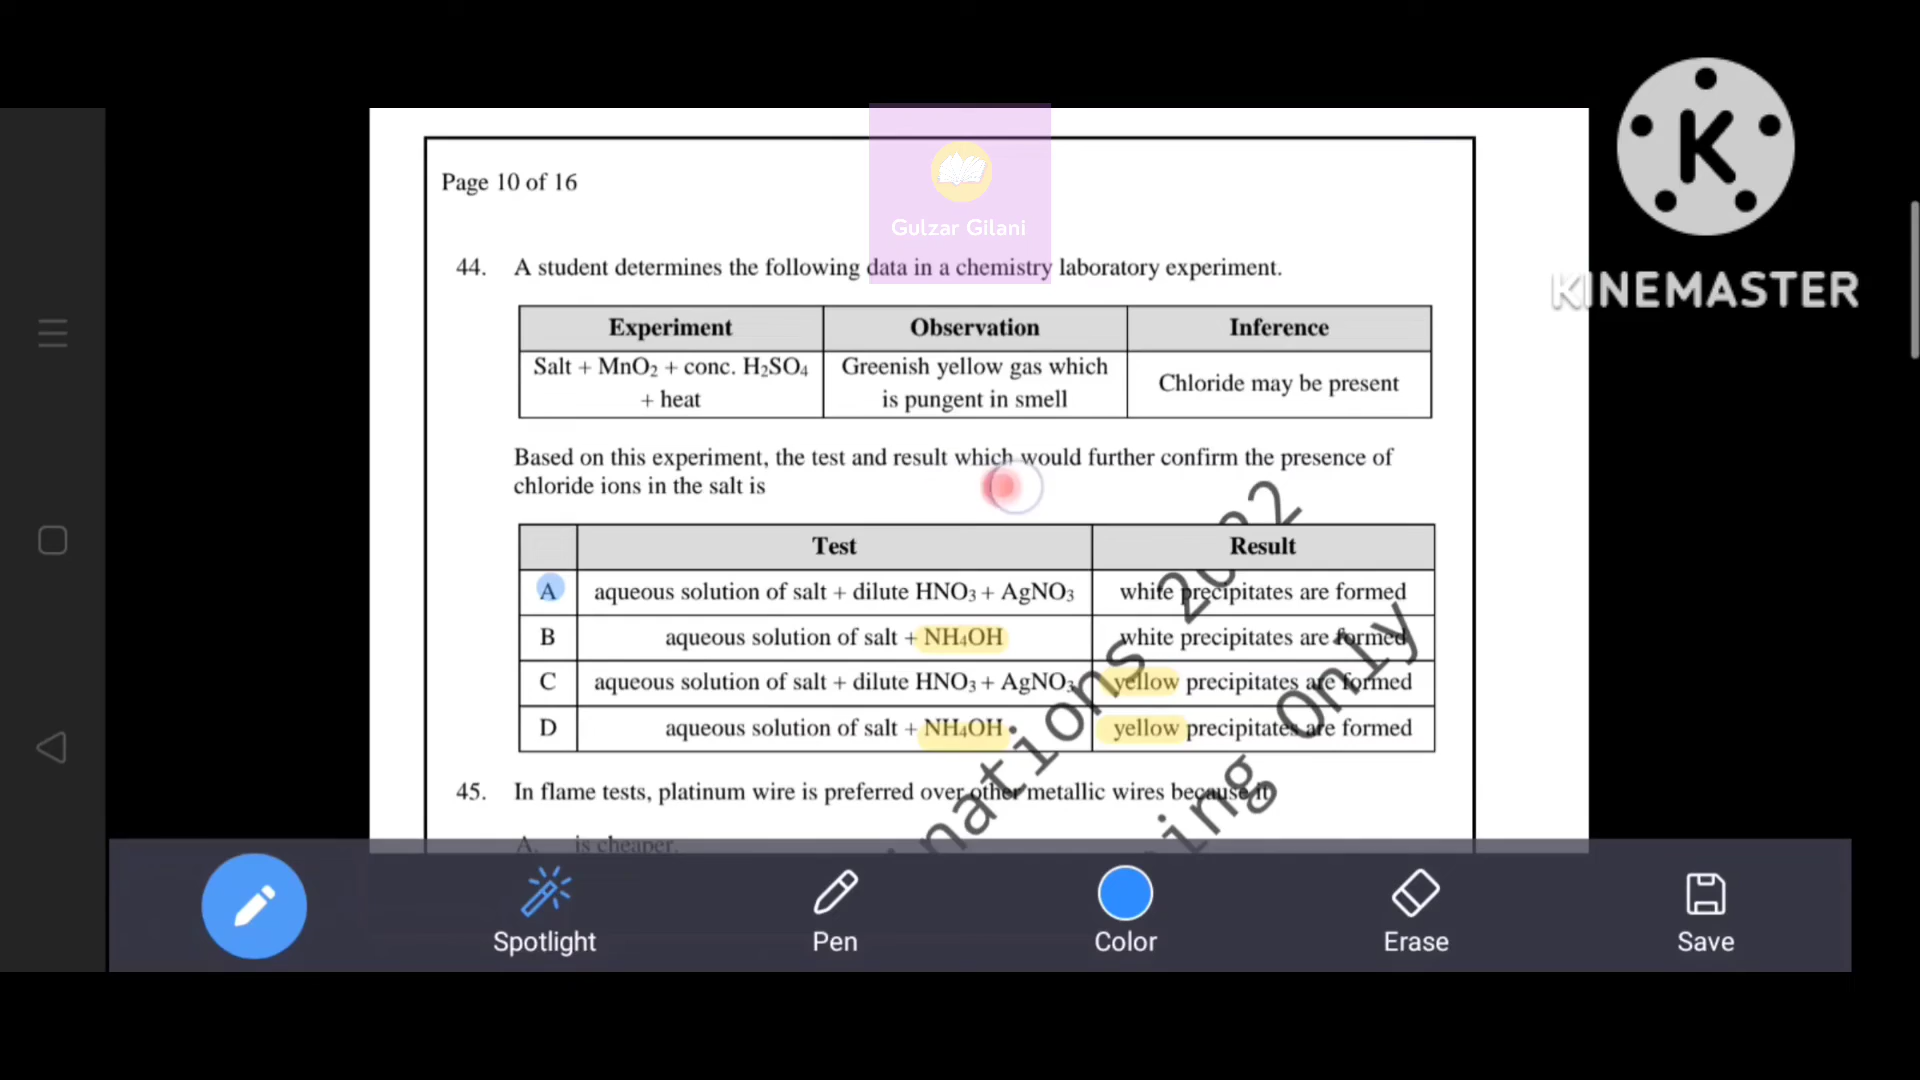 Gulzar Gilani
K
KINEMASTER
Page 10 of 16
44. A student determines the following data in a chemistry laboratory experiment.
Experiment Observation Inference
Salt + MnO₂ + conc. H₂SO₄ + heat
Greenish yellow gas which is pungent in smell
Chloride may be present
Based on this experiment, the test and result which would further confirm the presence of
chloride ions in the salt is
Test Result
A aqueous solution of salt + dilute HNO₃ + AgNO₃ white precipitates are formed
B aqueous solution of salt + NH₄OH white precipitates are formed
C aqueous solution of salt + dilute HNO₃ + AgNO₃ yellow precipitates are formed
D aqueous solution of salt + NH₄OH yellow precipitates are formed
45. In flame tests, platinum wire is preferred over other metallic wires because it
A. is cheaper.
Spotlight Pen Color Erase Save